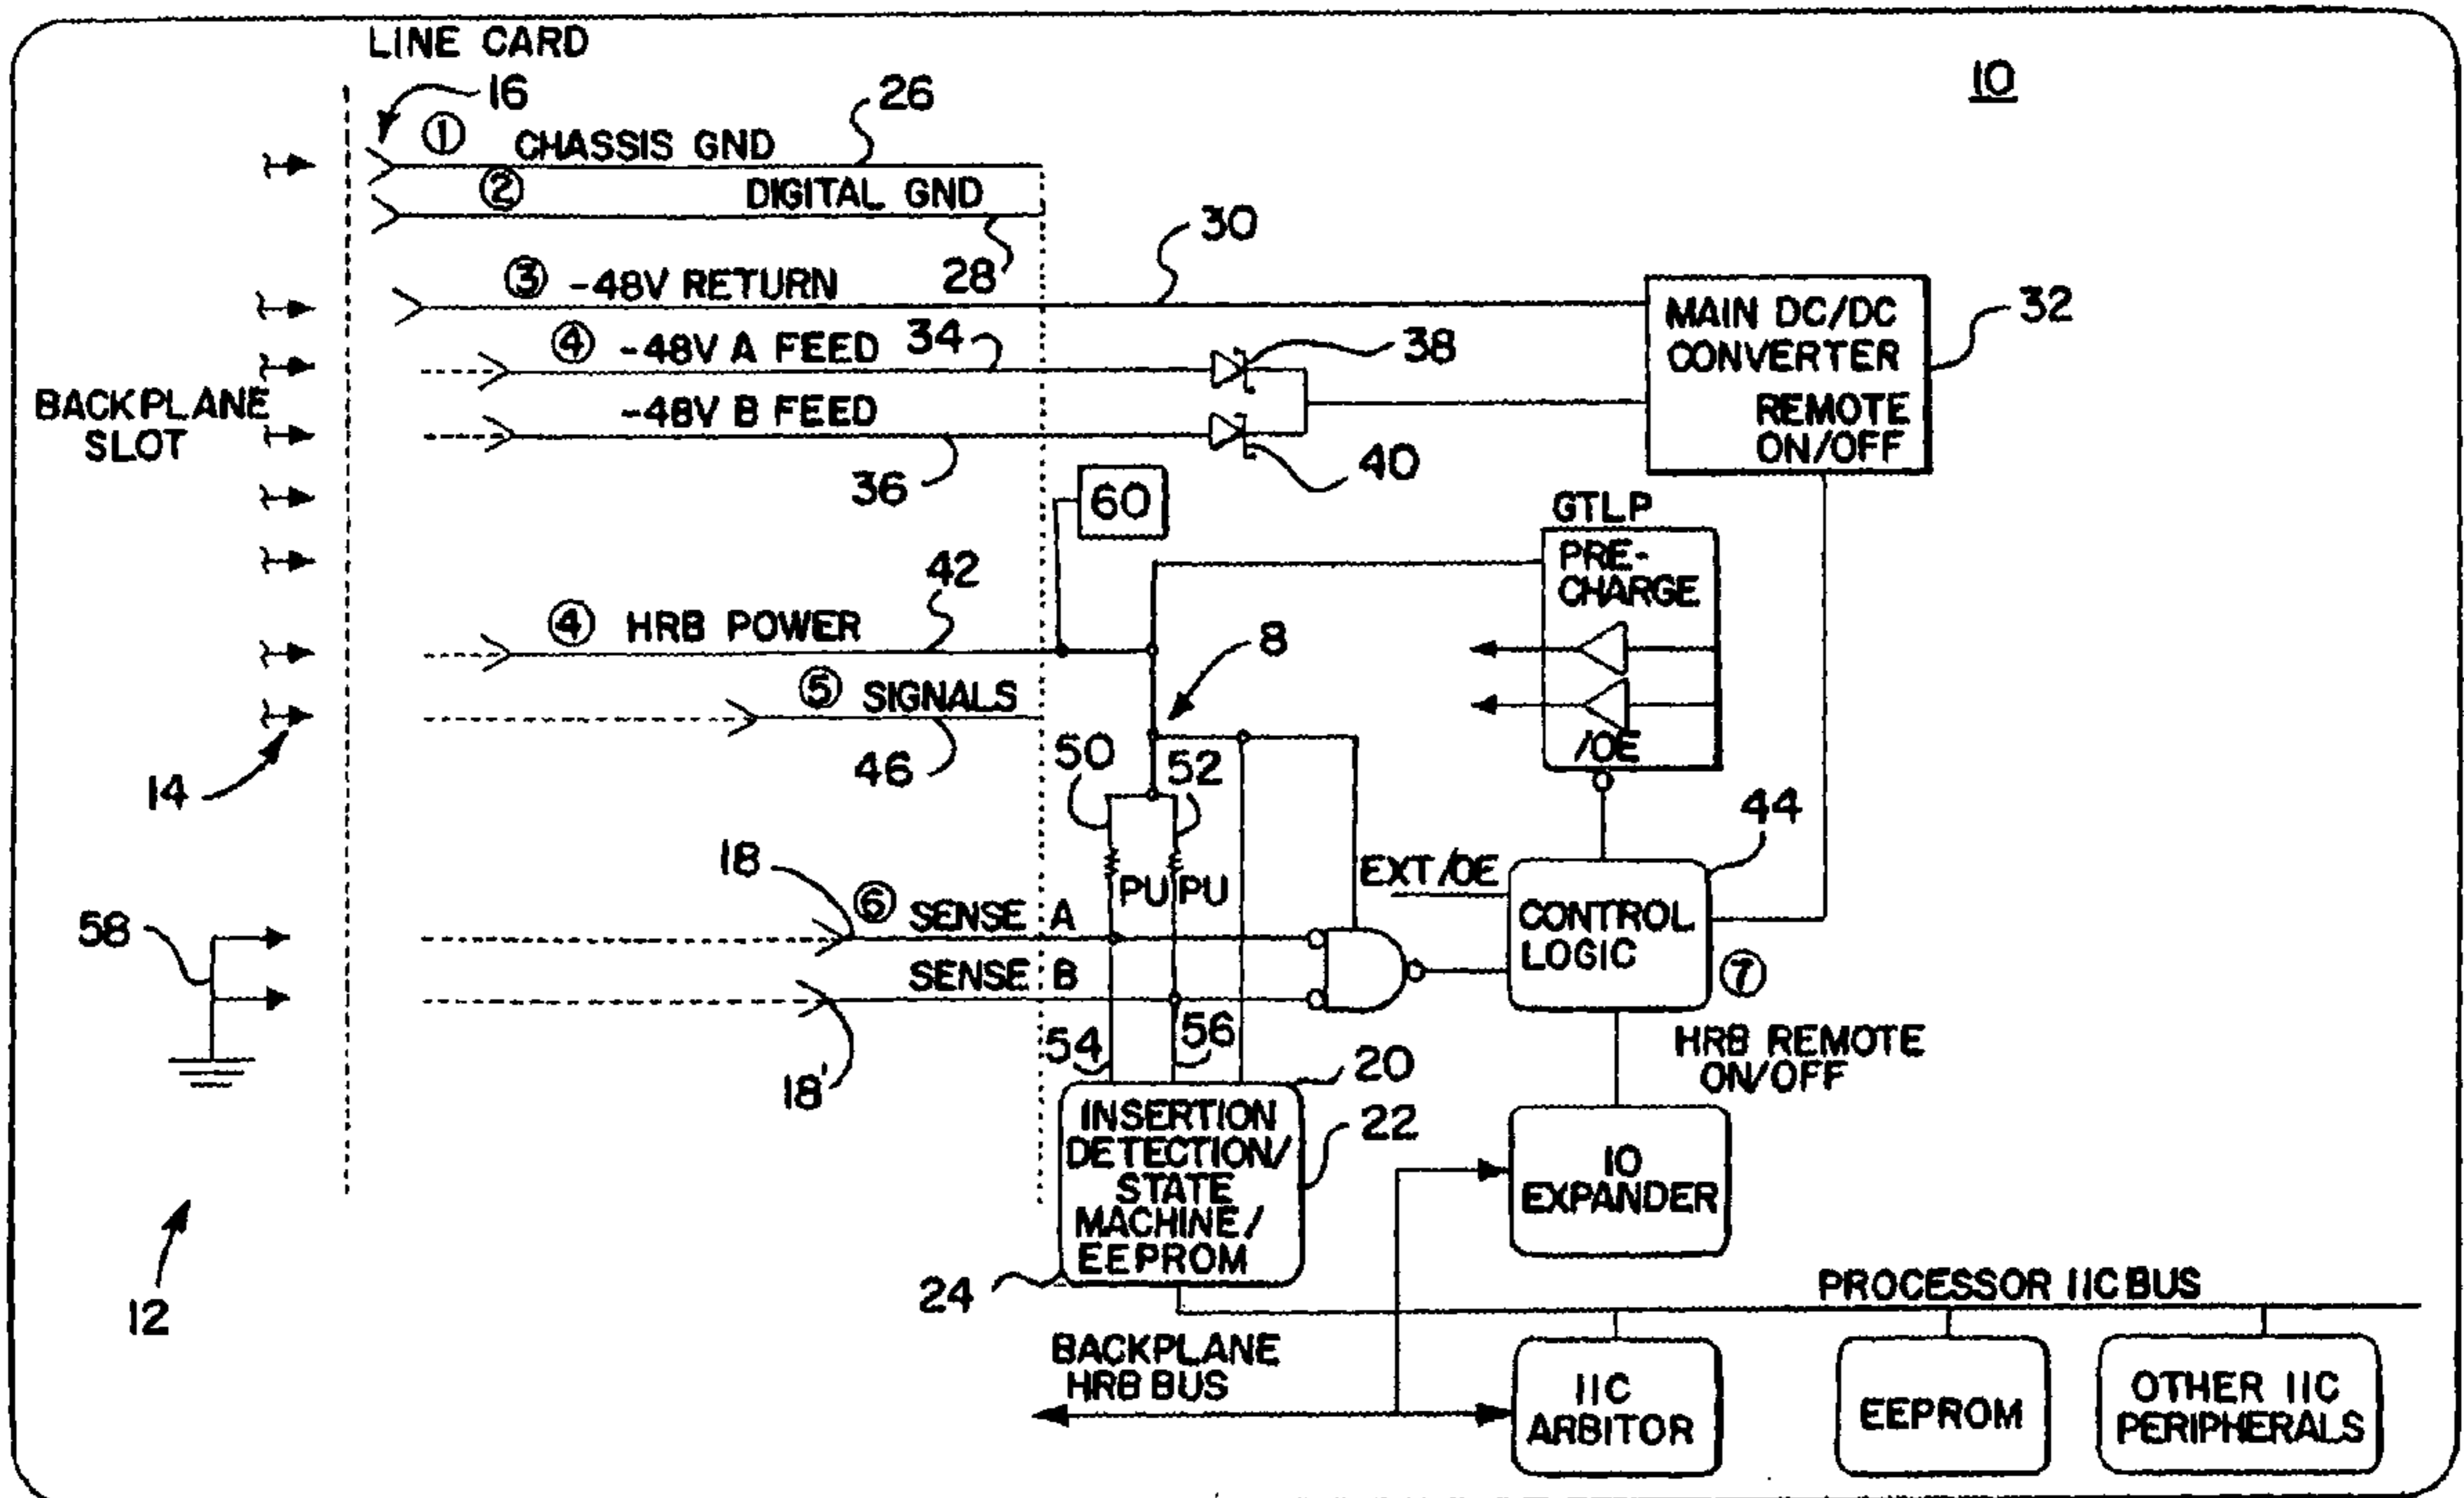 LINE CARD
10
16
26
① CHASSIS GND
② DIGITAL GND
28
30
③ -48V RETURN
④ -48V A FEED
34
38
MAIN DC/DC
CONVERTER
REMOTE
ON/OFF
32
BACKPLANE
SLOT
-48V B FEED
36
40
60
GTLP
PRE-
CHARGE
/OE
42
④ HRB POWER
8
⑤ SIGNALS
46
14
50
52
44
18
PU
PU
EXT/OE
58
⑥ SENSE A
SENSE B
CONTROL
LOGIC
⑦
18'
54
56
20
HRB REMOTE
ON/OFF
INSERTION
DETECTION/
STATE
MACHINE/
EEPROM
22
24
IO
EXPANDER
12
PROCESSOR IIC BUS
BACKPLANE
HRB BUS
IIC
ARBITOR
EEPROM
OTHER IIC
PERIPHERALS